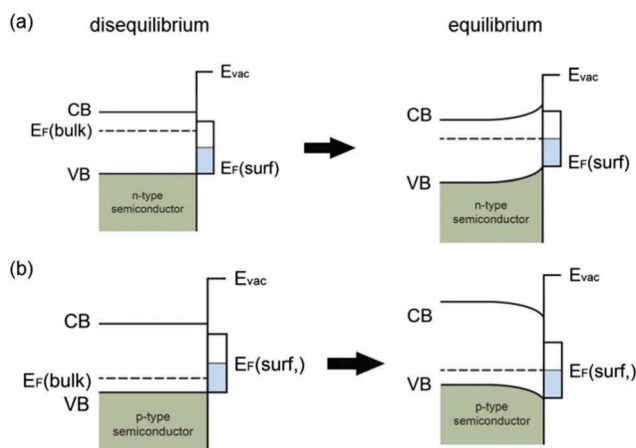 (a)
disequilibrium
equilibrium
Evac
CB
EF(bulk)
EF(surf)
VB
n-type
semiconductor
Evac
CB
EF(surf)
VB
n-type
semiconductor
(b)
Evac
CB
EF(surf,)
EF(bulk)
VB
p-type
semiconductor
Evac
CB
EF(surf,)
VB
p-type
semiconductor